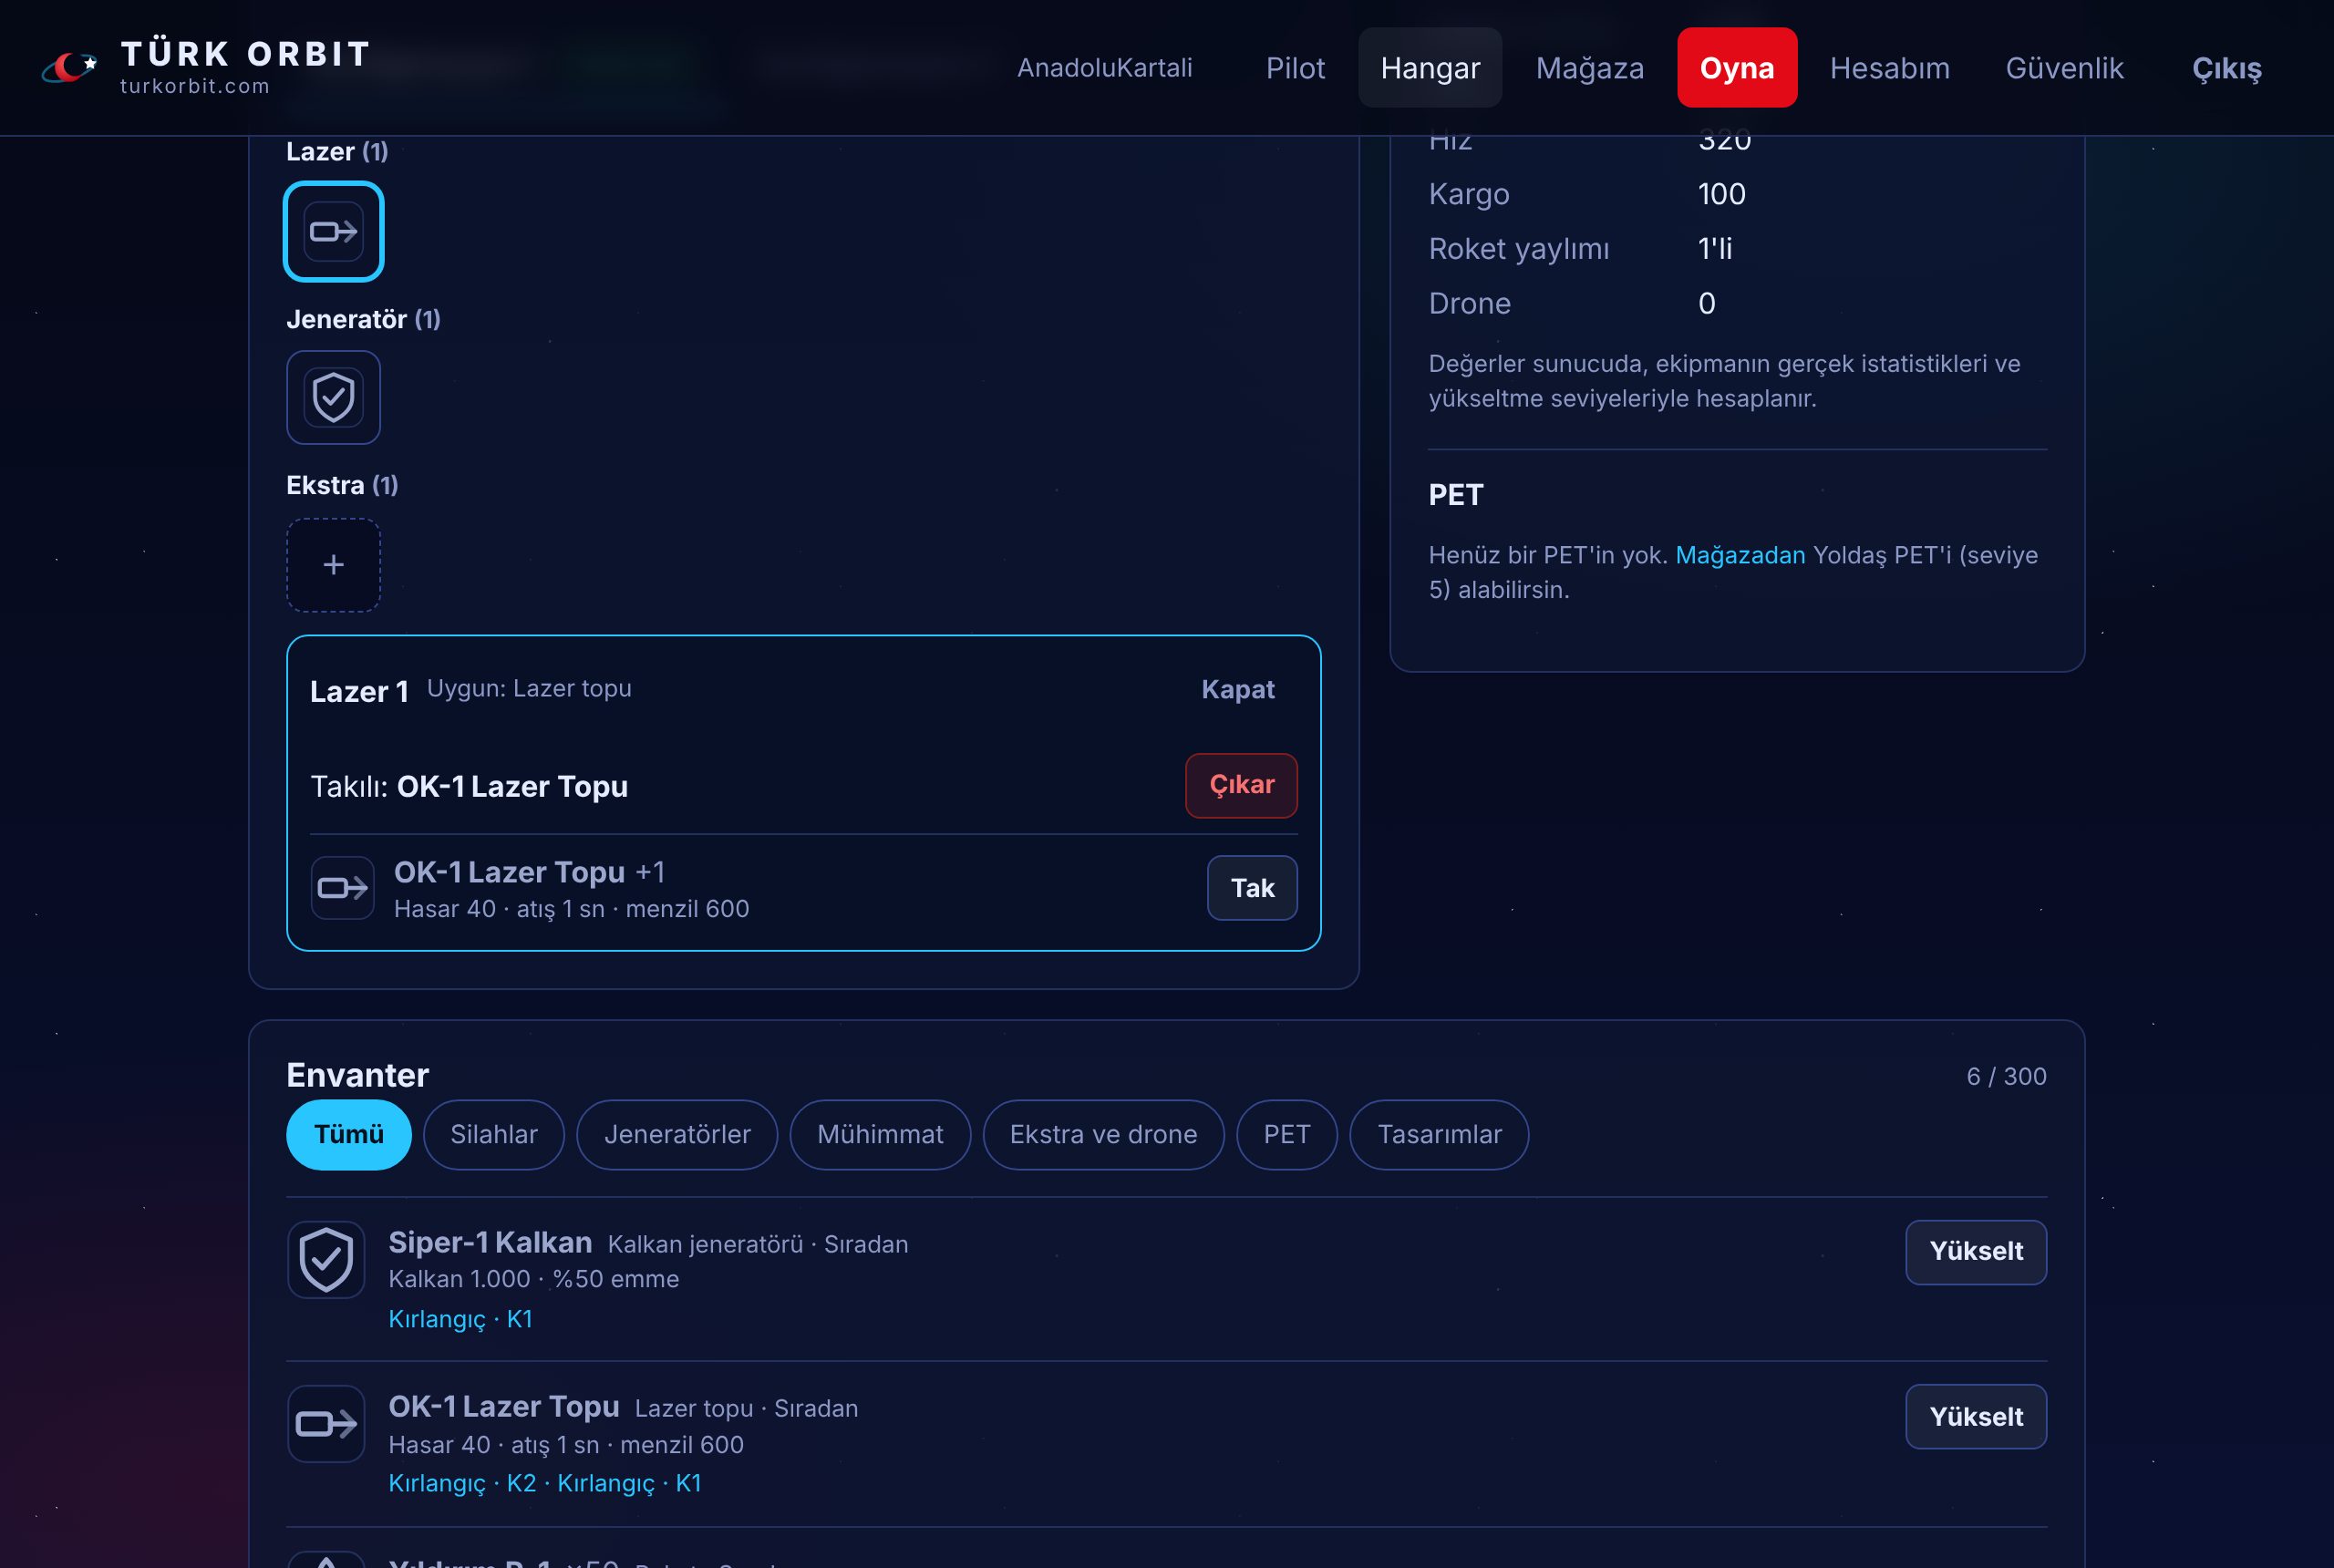 TÜRK ORBIT
turkorbit.com
AnadoluKartali
Pilot
Hangar
Mağaza
Oyna
Hesabım
Güvenlik
Çıkış
Lazer (1)
Jeneratör (1)
Ekstra (1)
+
Lazer 1 Uygun: Lazer topu
Kapat
Takılı: OK-1 Lazer Topu
Çıkar
OK-1 Lazer Topu +1
Hasar 40 · atış 1 sn · menzil 600
Tak
Hız 320
Kargo 100
Roket yaylımı 1'li
Drone 0
Değerler sunucuda, ekipmanın gerçek istatistikleri ve
yükseltme seviyeleriyle hesaplanır.
PET
Henüz bir PET'in yok. Mağazadan Yoldaş PET'i (seviye
5) alabilirsin.
Envanter
6 / 300
Tümü
Silahlar
Jeneratörler
Mühimmat
Ekstra ve drone
PET
Tasarımlar
Siper-1 Kalkan Kalkan jeneratörü · Sıradan
Kalkan 1.000 · %50 emme
Kırlangıç · K1
Yükselt
OK-1 Lazer Topu Lazer topu · Sıradan
Hasar 40 · atış 1 sn · menzil 600
Kırlangıç · K2 · Kırlangıç · K1
Yükselt